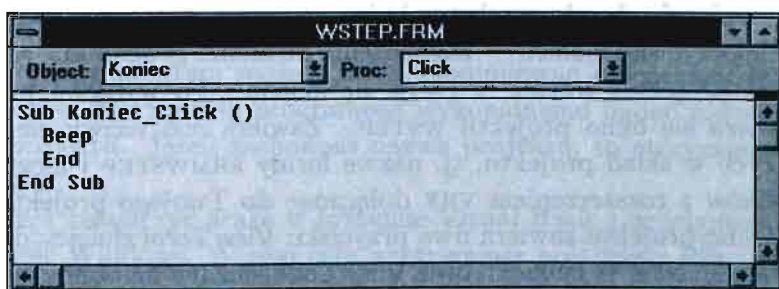 WSTEP.FRM
Object: Koniec Proc: Click
Sub Koniec_Click ()
Beep
End
End Sub